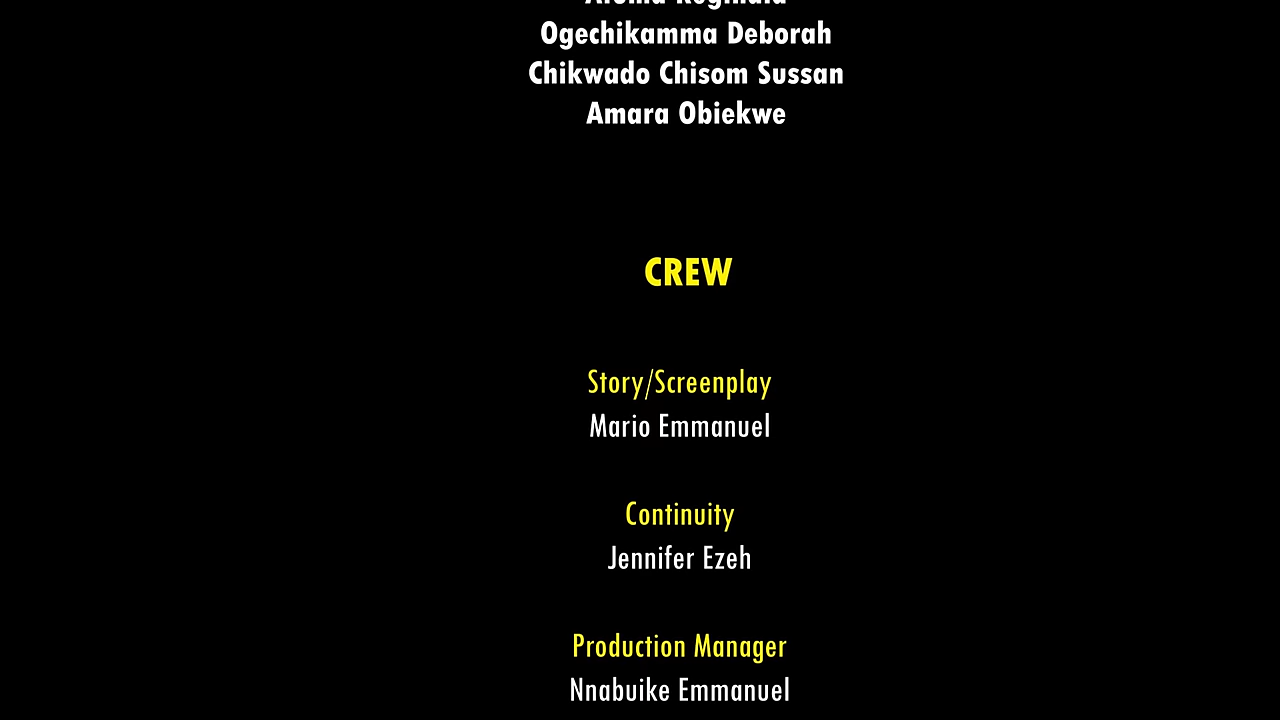 Reginald
Ogechikamma Deborah
Chikwado Chisom Sussan
Amara Obiekwe
CREW
Story/Screenplay
Mario Emmanuel
Continuity
Jennifer Ezeh
Production Manager
Nnabuike Emmanuel